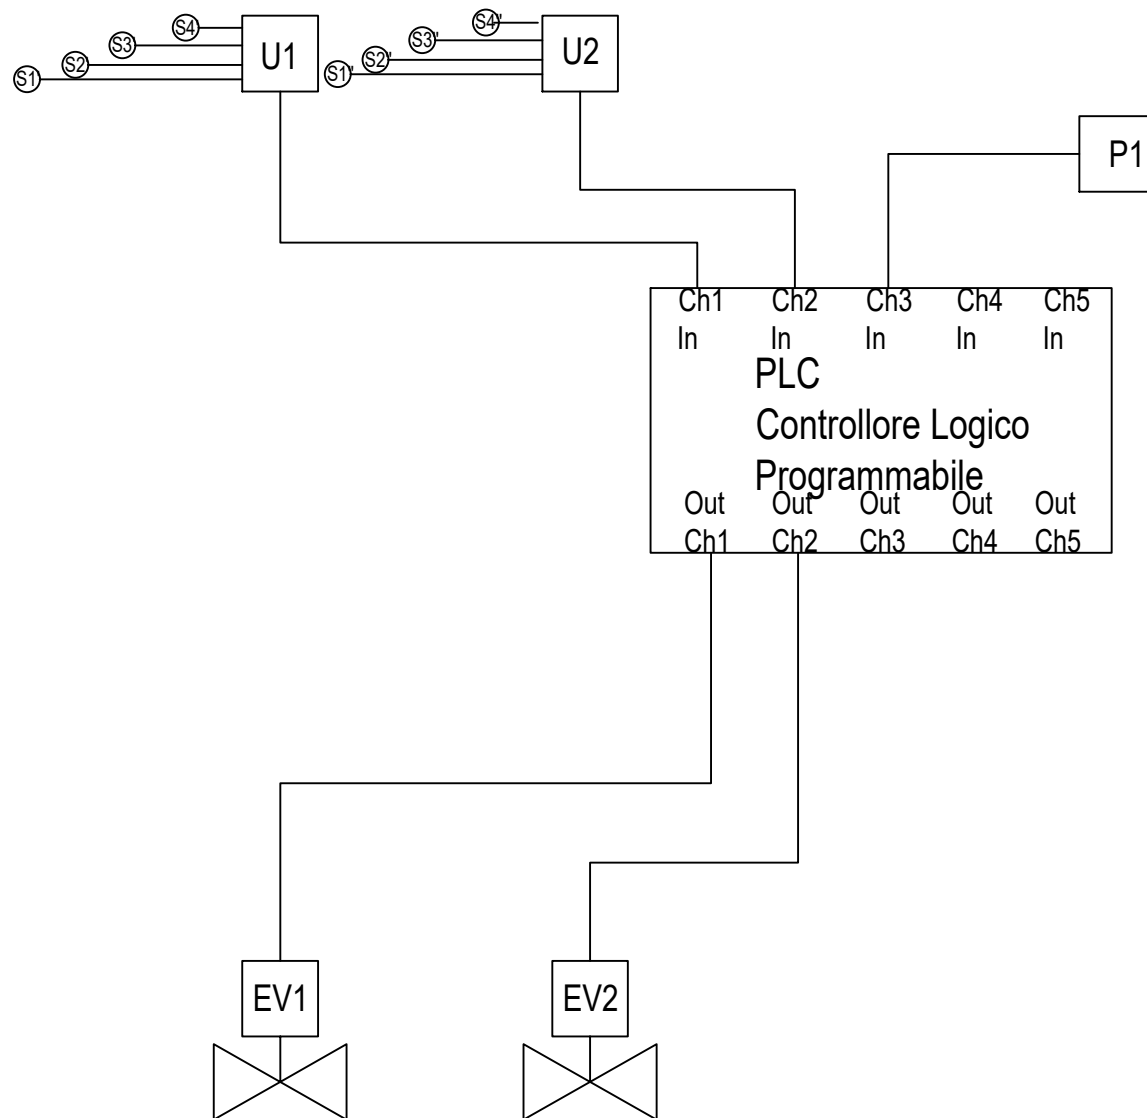 S4 U1
S3
S2
S1
S4" U2
S3"
S2"
S1"
P1
Ch1 Ch2 Ch3 Ch4 Ch5
In In In In In
PLC
Controllore Logico
Programmabile
Out Out Out Out Out
Ch1 Ch2 Ch3 Ch4 Ch5
EV1 EV2